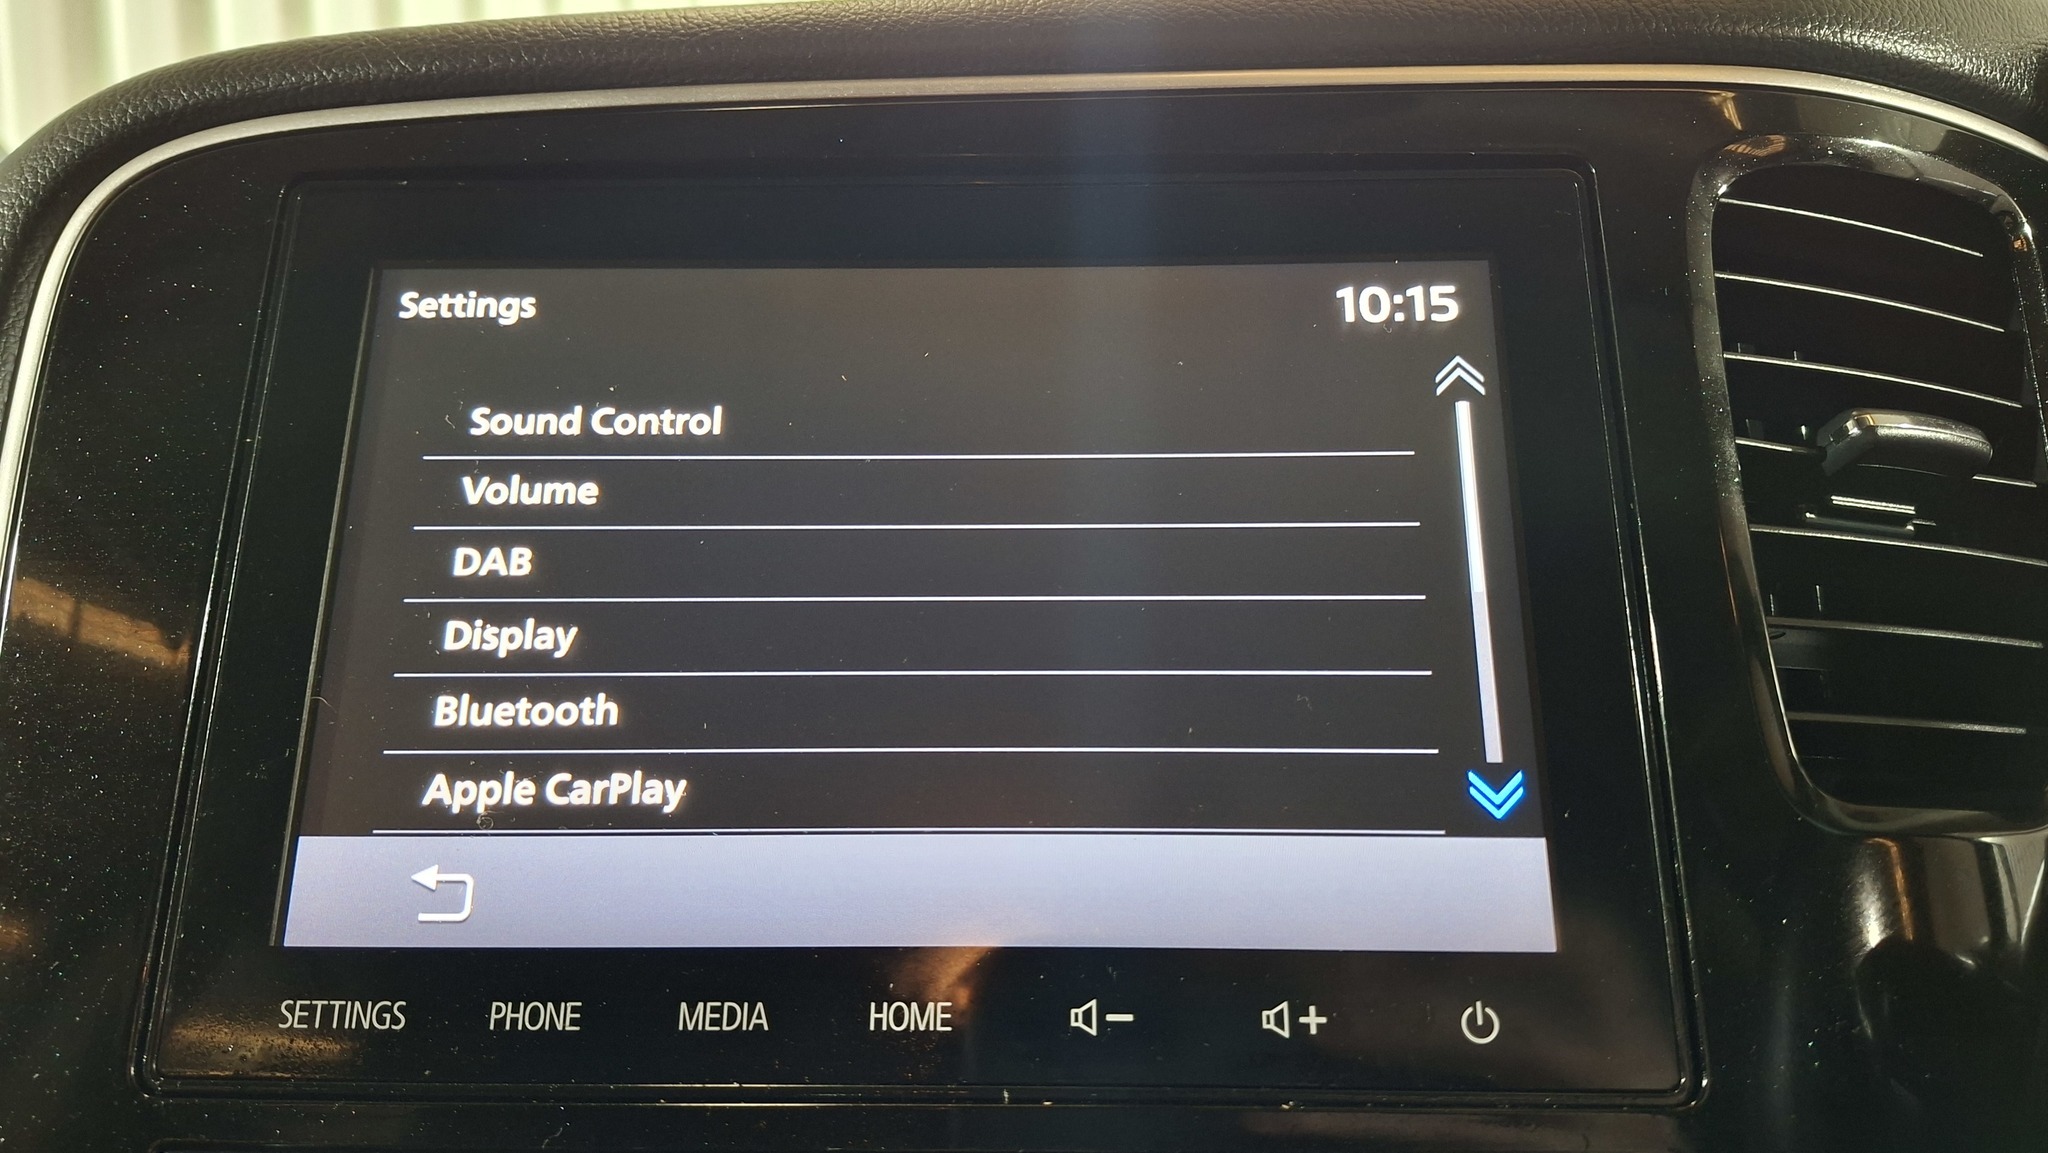 Settings 10:15
Sound Control
Volume
DAB
Display
Bluetooth
Apple CarPlay
SETTINGS PHONE MEDIA HOME